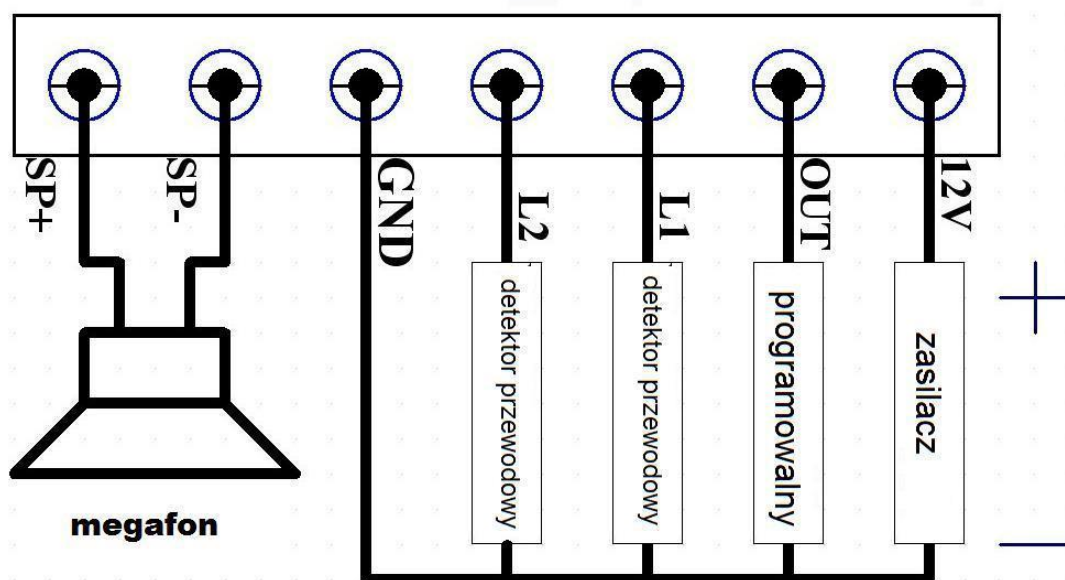 SP+
SP-
GND
L2
L1
OUT
12V
detektor przewodowy
detektor przewodowy
programowalny
zasilacz
megafon